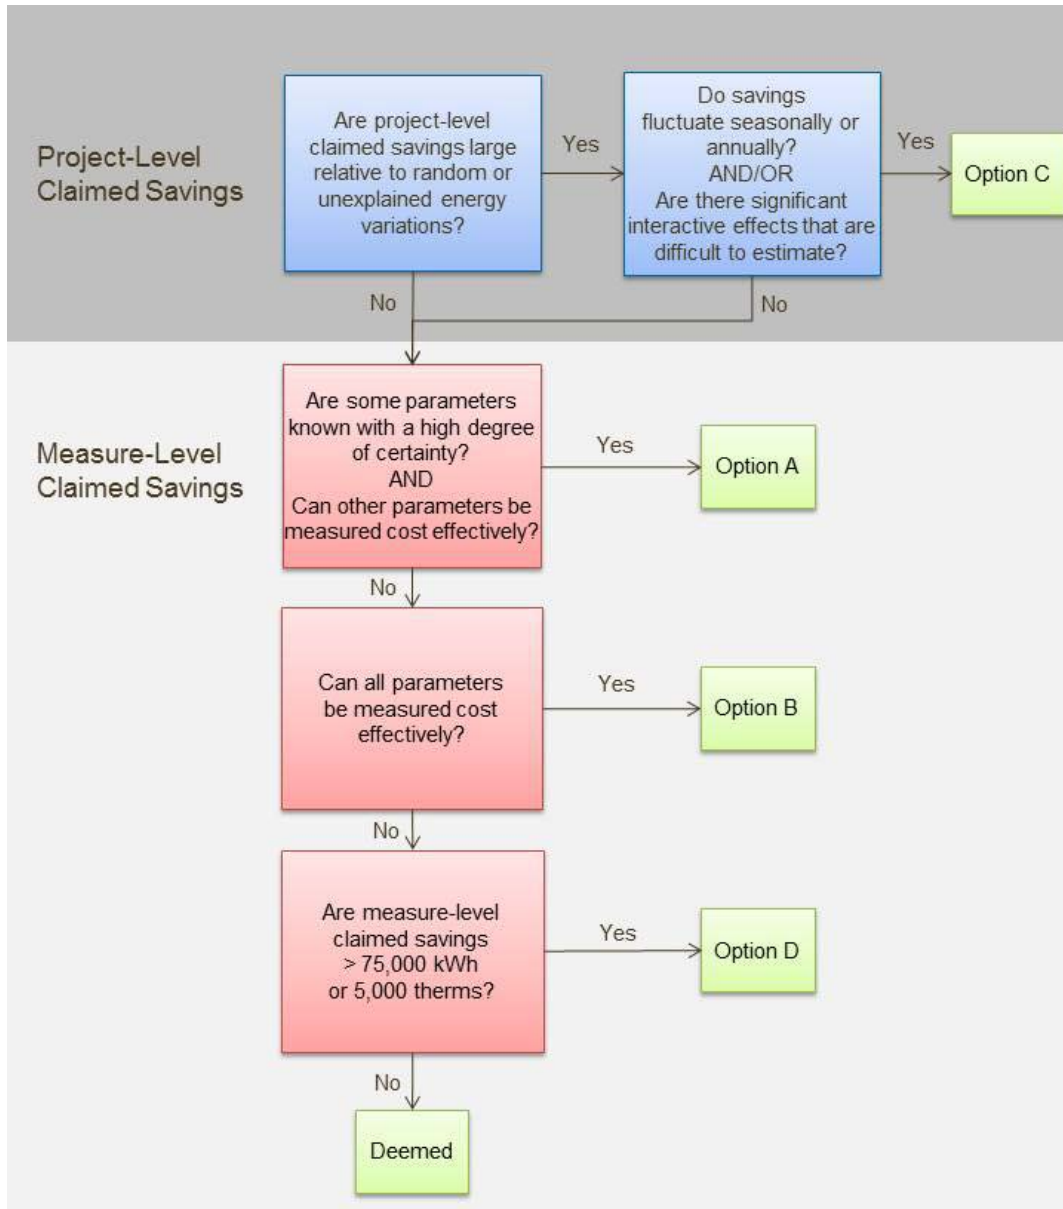 Project-Level
Claimed Savings
Are project-level
claimed savings large
relative to random or
unexplained energy
variations?
Yes
Do savings
fluctuate seasonally or
annually?
AND/OR
Are there significant
interactive effects that are
difficult to estimate?
Yes
Option C
No
No
Measure-Level
Claimed Savings
Are some parameters
known with a high degree
of certainty?
AND
Can other parameters be
measured cost effectively?
Yes
Option A
No
Can all parameters
be measured cost
effectively?
Yes
Option B
No
Are measure-level
claimed savings
> 75,000 kWh
or 5,000 therms?
Yes
Option D
No
Deemed